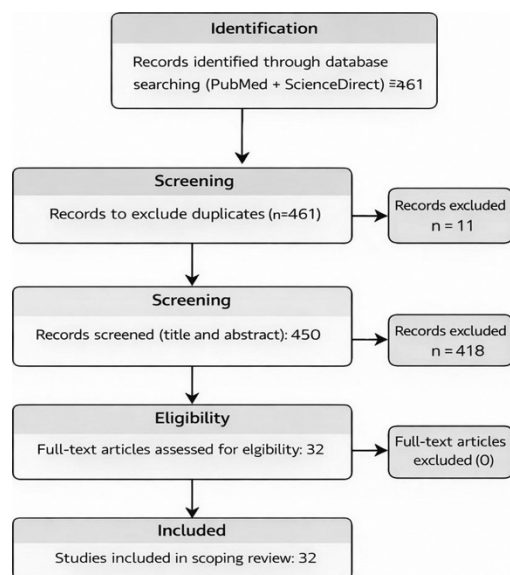 Identification
Records identified through database
searching (PubMed + ScienceDirect) =461
Screening
Records to exclude duplicates (n=461)
Records excluded
n = 11
Screening
Records screened (title and abstract): 450
Records excluded
n = 418
Eligibility
Full-text articles assessed for elgibility: 32
Full-text articles
excluded (0)
Included
Studies included in scoping review: 32